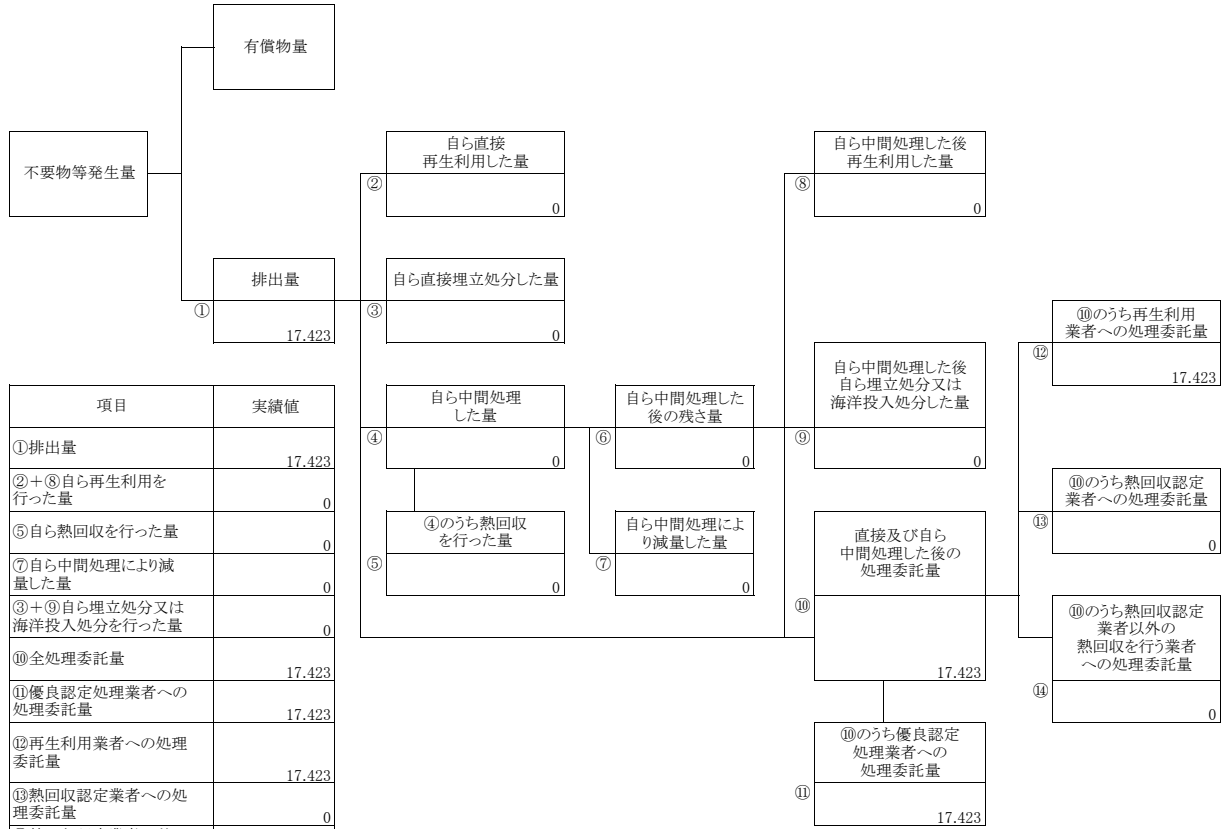 有償物量
不要物等発生量
自ら直接
再生利用した量
②
0
自ら中間処理した後
再生利用した量
⑧
0
排出量
①
17.423
自ら直接埋立処分した量
③
0
⑩のうち再生利用
業者への処理委託量
⑫
17.423
自ら中間処理
した量
④
0
自ら中間処理した
後の残さ量
⑥
0
自ら中間処理した後
自ら埋立処分又は
海洋投入処分した量
⑨
0
⑩のうち熱回収認定
業者への処理委託量
⑬
0
④のうち熱回収
を行った量
⑤
0
自ら中間処理によ
り減量した量
⑦
0
直接及び自ら
中間処理した後の
処理委託量
⑩
17.423
⑩のうち熱回収認定
業者以外の
熱回収を行う業者
への処理委託量
⑭
0
⑩のうち優良認定
処理業者への
処理委託量
⑪
17.423
項目 実績値
①排出量
17.423
②+⑧自ら再生利用を
行った量
0
⑤自ら熱回収を行った量
0
⑦自ら中間処理により減
量した量
0
③+⑨自ら埋立処分又は
海洋投入処分を行った量
0
⑩全処理委託量
17.423
⑪優良認定処理業者への
処理委託量
17.423
⑫再生利用業者への処理
委託量
17.423
⑬熱回収認定業者への処
理委託量
0